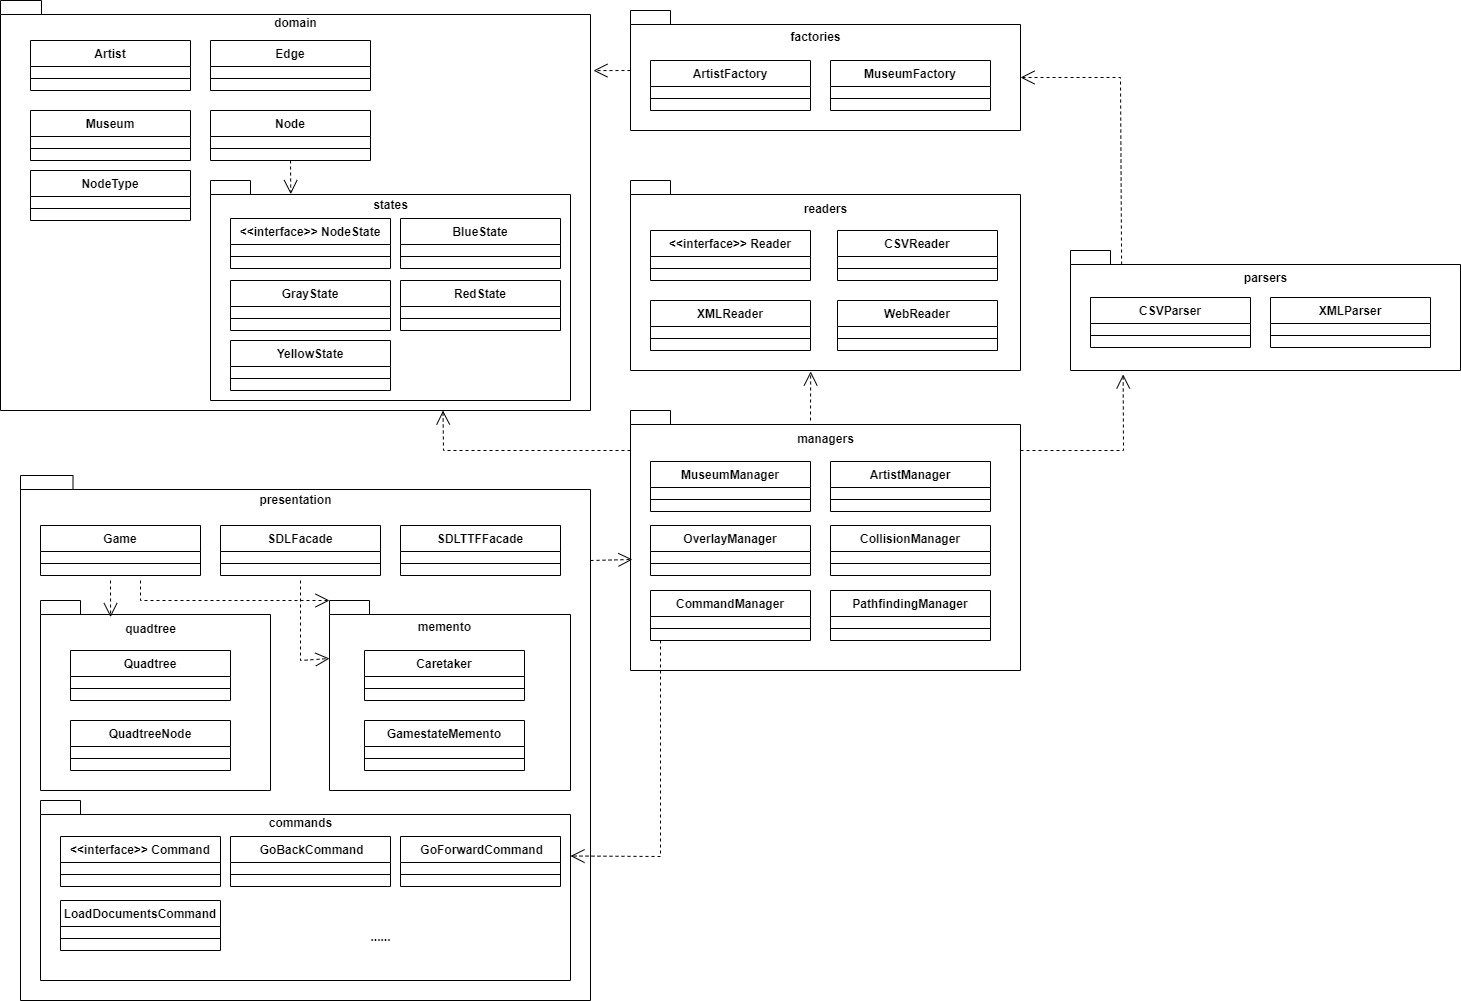 domain
Artist
Edge
Museum
Node
NodeType
states
<<interface>> NodeState
BlueState
GrayState
RedState
YellowState
factories
ArtistFactory
MuseumFactory
readers
<<interface>> Reader
CSVReader
XMLReader
WebReader
parsers
CSVParser
XMLParser
managers
MuseumManager
ArtistManager
OverlayManager
CollisionManager
CommandManager
PathfindingManager
presentation
Game
SDLFacade
SDLTTFFacade
quadtree
Quadtree
QuadtreeNode
memento
Caretaker
GamestateMemento
commands
<<interface>> Command
GoBackCommand
GoForwardCommand
LoadDocumentsCommand
......